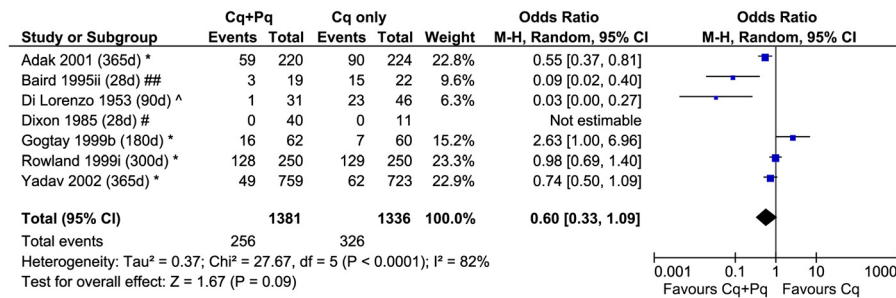 Cq+Pq Cq only Odds Ratio Odds Ratio
Study or Subgroup Events Total Events Total Weight M-H, Random, 95% CI M-H, Random, 95% CI
Adak 2001 (365d) * 59 220 90 224 22.8% 0.55 [0.37, 0.81]
Baird 1995ii (28d) ## 3 19 15 22 9.6% 0.09 [0.02, 0.40]
Di Lorenzo 1953 (90d) ^ 1 31 23 46 6.3% 0.03 [0.00, 0.27]
Dixon 1985 (28d) # 0 40 0 11 Not estimable
Gogtay 1999b (180d) * 16 62 7 60 15.2% 2.63 [1.00, 6.96]
Rowland 1999i (300d) * 128 250 129 250 23.3% 0.98 [0.69, 1.40]
Yadav 2002 (365d) * 49 759 62 723 22.9% 0.74 [0.50, 1.09]
Total (95% CI) 1381 1336 100.0% 0.60 [0.33, 1.09]
Total events 256 326
Heterogeneity: Tau² = 0.37; Chi² = 27.67, df = 5 (P < 0.0001); I² = 82%
Test for overall effect: Z = 1.67 (P = 0.09)
0.001 0.1 1 10 1000
Favours Cq+Pq Favours Cq